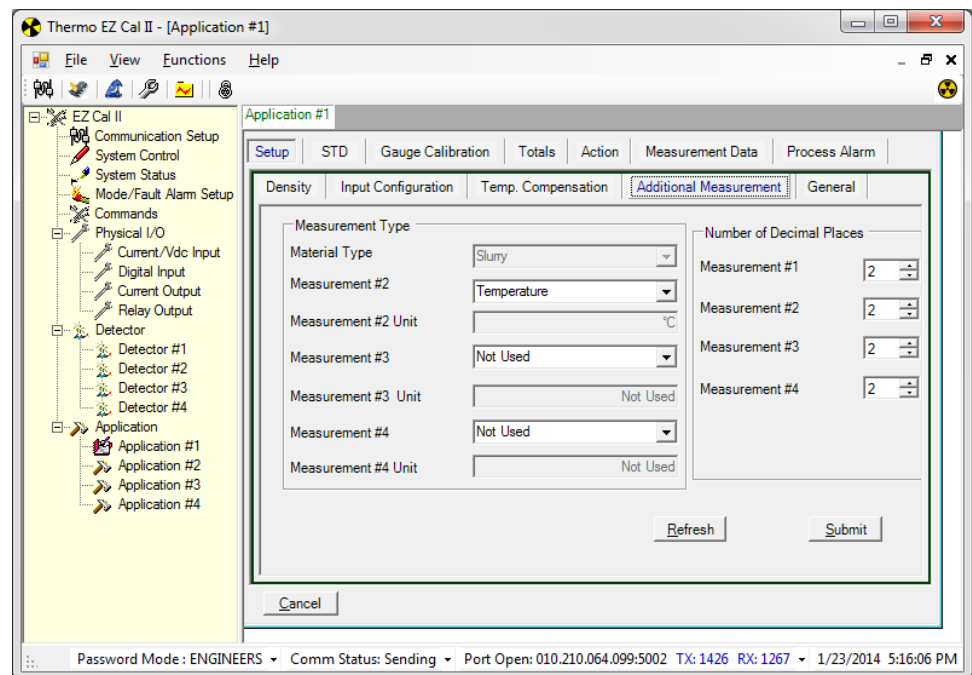 Thermo EZ Cal II - [Application #1]
File View Functions Help
EZ Cal II
Communication Setup
System Control
System Status
Mode/Fault Alarm Setup
Commands
Physical I/O
Current/Vdc Input
Digital Input
Current Output
Relay Output
Detector
Detector #1
Detector #2
Detector #3
Detector #4
Application
Application #1
Application #2
Application #3
Application #4
Application #1
Setup STD Gauge Calibration Totals Action Measurement Data Process Alarm
Density Input Configuration Temp. Compensation Additional Measurement General
Measurement Type
Material Type Slurry
Measurement #2 Temperature
Measurement #2 Unit °C
Measurement #3 Not Used
Measurement #3 Unit Not Used
Measurement #4 Not Used
Measurement #4 Unit Not Used
Number of Decimal Places
Measurement #1 2
Measurement #2 2
Measurement #3 2
Measurement #4 2
Refresh Submit
Cancel
Password Mode : ENGINEERS Comm Status: Sending Port Open: 010.210.064.099:5002 TX: 1426 RX: 1267 1/23/2014 5:16:06 PM